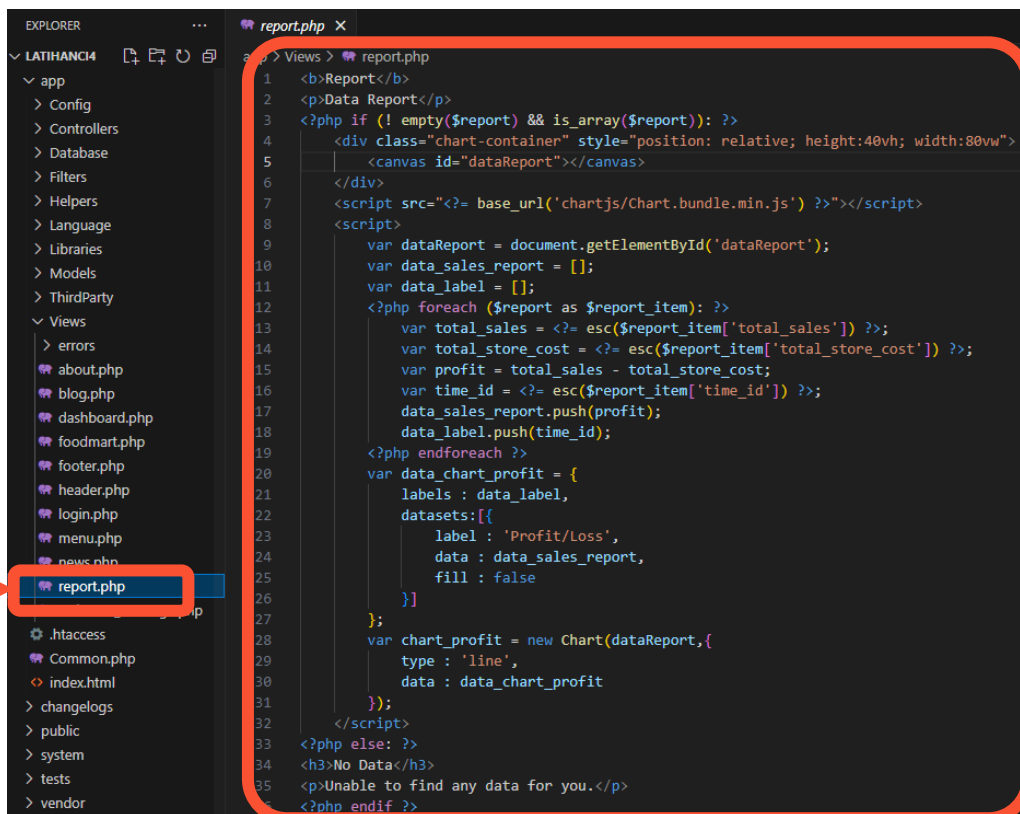 EXPLORER ···
LATIHANCI4
app
Config
Controllers
Database
Filters
Helpers
Language
Libraries
Models
ThirdParty
Views
errors
about.php
blog.php
dashboard.php
foodmart.php
footer.php
header.php
login.php
menu.php
news.php
report.php
.htaccess
Common.php
index.html
changelogs
public
system
tests
vendor
report.php ×
app > Views > report.php
1 <b>Report</b>
2 <p>Data Report</p>
3 <?php if (! empty($report) && is_array($report)): ?>
4 <div class="chart-container" style="position: relative; height:40vh; width:80vw">
5 <canvas id="dataReport"></canvas>
6 </div>
7 <script src="<?= base_url('chartjs/Chart.bundle.min.js') ?>"></script>
8 <script>
9 var dataReport = document.getElementById('dataReport');
10 var data_sales_report = [];
11 var data_label = [];
12 <?php foreach ($report as $report_item): ?>
13 var total_sales = <?= esc($report_item['total_sales']) ?>;
14 var total_store_cost = <?= esc($report_item['total_store_cost']) ?>;
15 var profit = total_sales - total_store_cost;
16 var time_id = <?= esc($report_item['time_id']) ?>;
17 data_sales_report.push(profit);
18 data_label.push(time_id);
19 <?php endforeach ?>
20 var data_chart_profit = {
21 labels : data_label,
22 datasets:[{
23 label : 'Profit/Loss',
24 data : data_sales_report,
25 fill : false
26 }]
27 };
28 var chart_profit = new Chart(dataReport,{
29 type : 'line',
30 data : data_chart_profit
31 });
32 </script>
33 <?php else: ?>
34 <h3>No Data</h3>
35 <p>Unable to find any data for you.</p>
<?php endif ?>